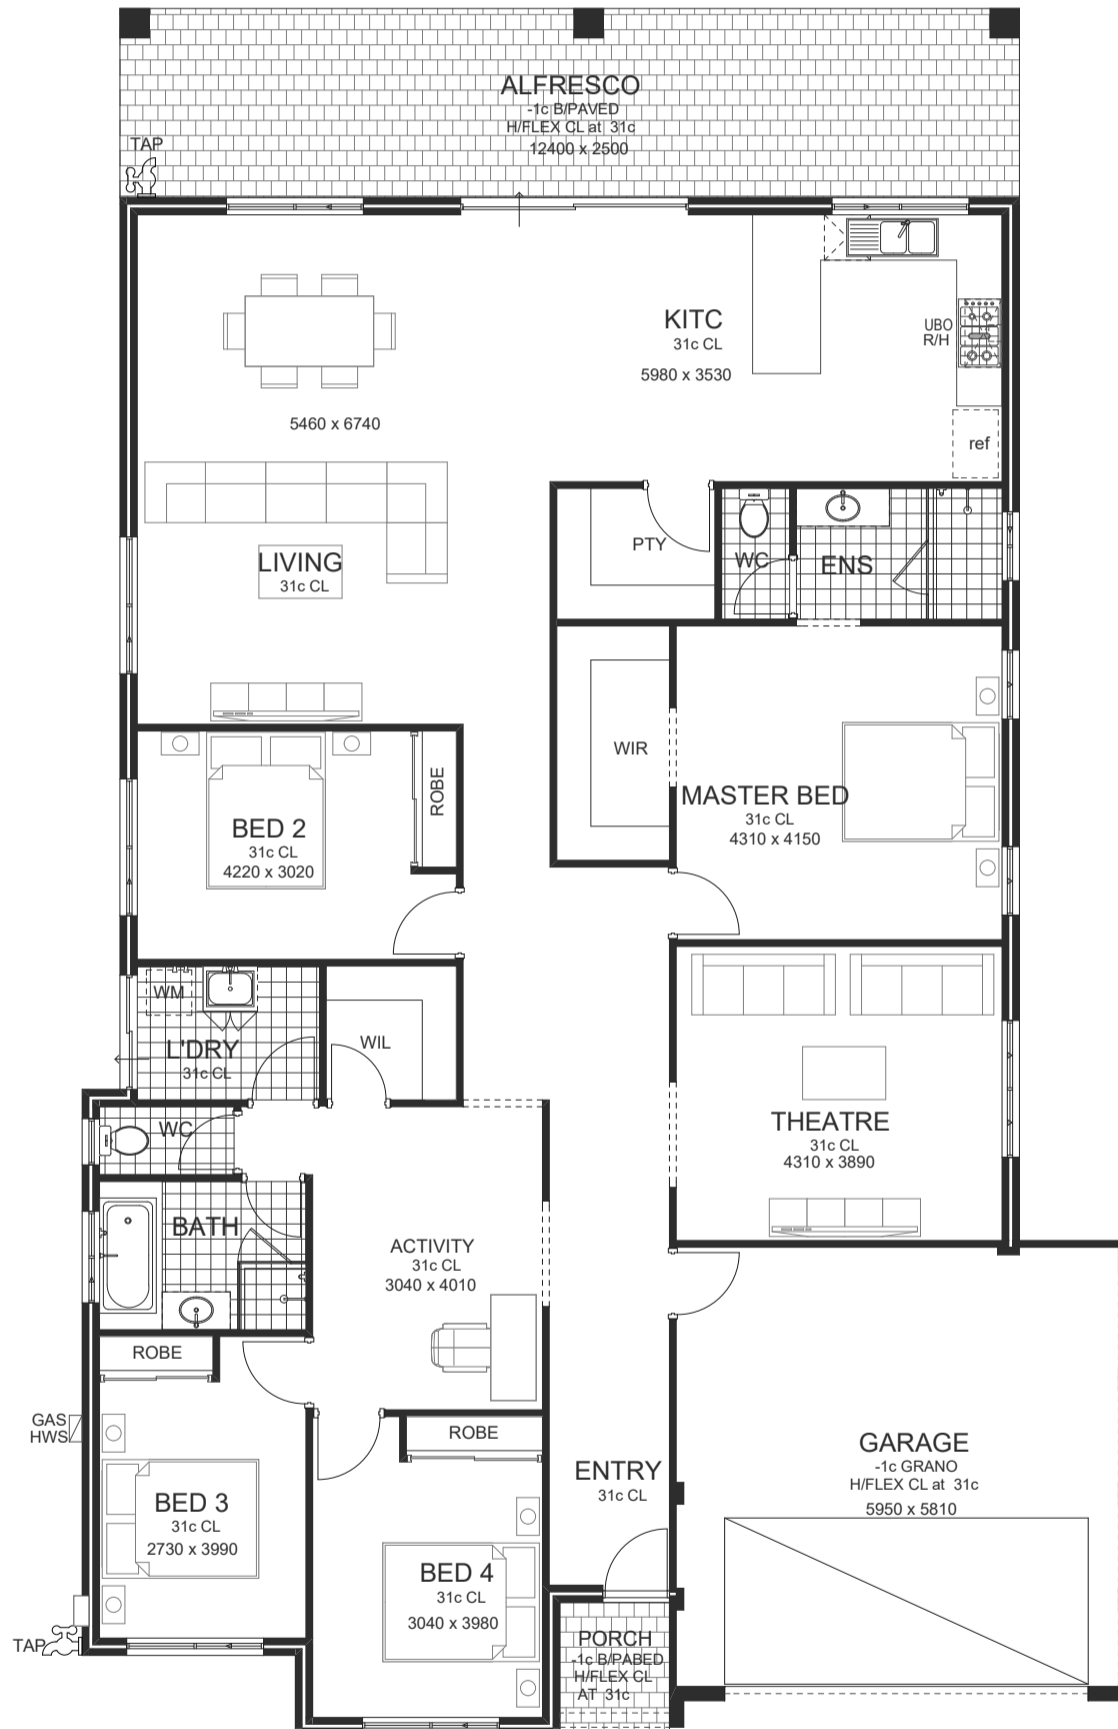 ALFRESCO
-1c B/PAVED
H/FLEX CL at 31c
12400 x 2500
TAP
KITC
31c CL
5980 x 3530
UBO
R/H
ref
5460 x 6740
LIVING
31c CL
PTY
WC
ENS
WIR
MASTER BED
31c CL
4310 x 4150
BED 2
31c CL
4220 x 3020
ROBE
WM
L'DRY
31c CL
WIL
WC
BATH
THEATRE
31c CL
4310 x 3890
ACTIVITY
31c CL
3040 x 4010
ROBE
GAS
HWS
BED 3
31c CL
2730 x 3990
ROBE
BED 4
31c CL
3040 x 3980
ENTRY
31c CL
GARAGE
-1c GRANO
H/FLEX CL at 31c
5950 x 5810
TAP
PORCH
-1c B/PABED
H/FLEX CL
AT 31c